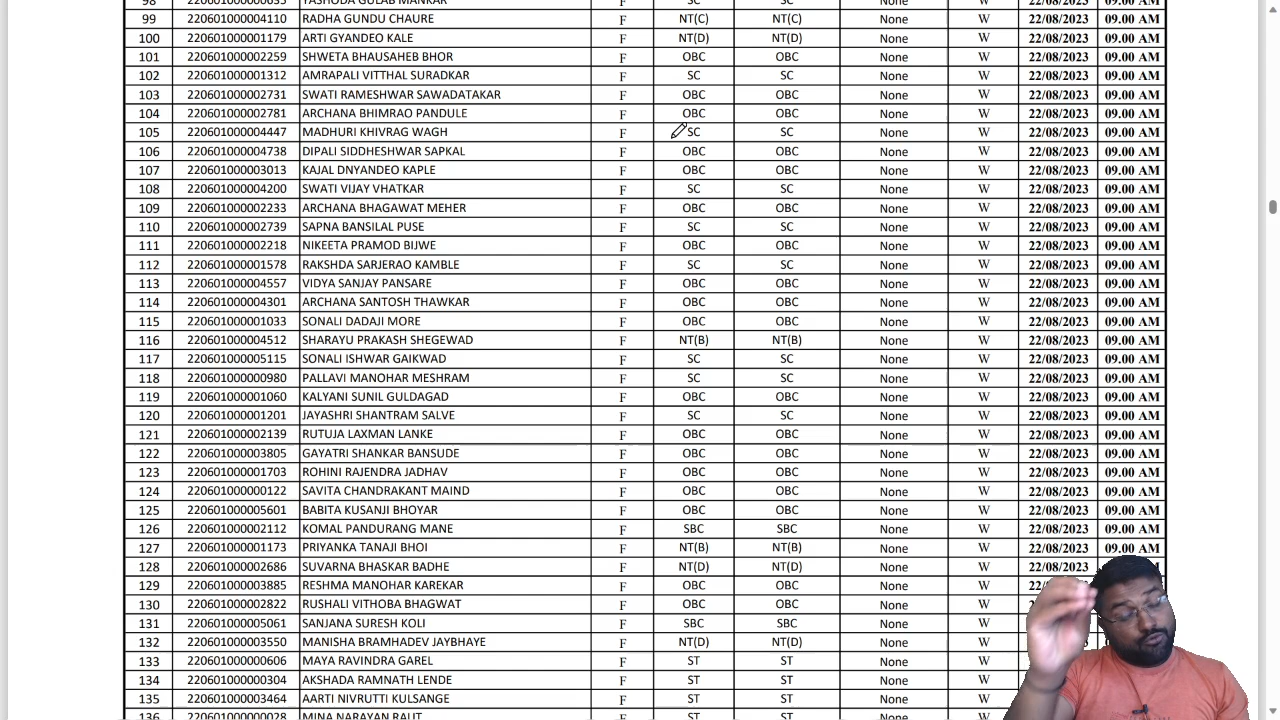 98 220601000000035 YASHODA GULAB MANKAR F SC SC None W 22/08/2023 09.00 AM
99 220601000004110 RADHA GUNDU CHAURE F NT(C) NT(C) None W 22/08/2023 09.00 AM
100 220601000001179 ARTI GYANDEO KALE F NT(D) NT(D) None W 22/08/2023 09.00 AM
101 220601000002259 SHWETA BHAUSAHEB BHOR F OBC OBC None W 22/08/2023 09.00 AM
102 220601000001312 AMRAPALI VITTHAL SURADKAR F SC SC None W 22/08/2023 09.00 AM
103 220601000002731 SWATI RAMESHWAR SAWADATAKAR F OBC OBC None W 22/08/2023 09.00 AM
104 220601000002781 ARCHANA BHIMRAO PANDULE F OBC OBC None W 22/08/2023 09.00 AM
105 220601000004447 MADHURI KHIVRAG WAGH F SC SC None W 22/08/2023 09.00 AM
106 220601000004738 DIPALI SIDDHESHWAR SAPKAL F OBC OBC None W 22/08/2023 09.00 AM
107 220601000003013 KAJAL DNYANDEO KAPLE F OBC OBC None W 22/08/2023 09.00 AM
108 220601000004200 SWATI VIJAY VHATKAR F SC SC None W 22/08/2023 09.00 AM
109 220601000002233 ARCHANA BHAGAWAT MEHER F OBC OBC None W 22/08/2023 09.00 AM
110 220601000002739 SAPNA BANSILAL PUSE F SC SC None W 22/08/2023 09.00 AM
111 220601000002218 NIKEETA PRAMOD BIJWE F OBC OBC None W 22/08/2023 09.00 AM
112 220601000001578 RAKSHDA SARJERAO KAMBLE F SC SC None W 22/08/2023 09.00 AM
113 220601000004557 VIDYA SANJAY PANSARE F OBC OBC None W 22/08/2023 09.00 AM
114 220601000004301 ARCHANA SANTOSH THAWKAR F OBC OBC None W 22/08/2023 09.00 AM
115 220601000001033 SONALI DADAJI MORE F OBC OBC None W 22/08/2023 09.00 AM
116 220601000004512 SHARAYU PRAKASH SHEGEWAD F NT(B) NT(B) None W 22/08/2023 09.00 AM
117 220601000005115 SONALI ISHWAR GAIKWAD F SC SC None W 22/08/2023 09.00 AM
118 220601000000980 PALLAVI MANOHAR MESHRAM F SC SC None W 22/08/2023 09.00 AM
119 220601000001060 KALYANI SUNIL GULDAGAD F OBC OBC None W 22/08/2023 09.00 AM
120 220601000001201 JAYASHRI SHANTRAM SALVE F SC SC None W 22/08/2023 09.00 AM
121 220601000002139 RUTUJA LAXMAN LANKE F OBC OBC None W 22/08/2023 09.00 AM
122 220601000003805 GAYATRI SHANKAR BANSUDE F OBC OBC None W 22/08/2023 09.00 AM
123 220601000001703 ROHINI RAJENDRA JADHAV F OBC OBC None W 22/08/2023 09.00 AM
124 220601000000122 SAVITA CHANDRAKANT MAIND F OBC OBC None W 22/08/2023 09.00 AM
125 220601000005601 BABITA KUSANJI BHOYAR F OBC OBC None W 22/08/2023 09.00 AM
126 220601000002112 KOMAL PANDURANG MANE F SBC SBC None W 22/08/2023 09.00 AM
127 220601000001173 PRIYANKA TANAJI BHOI F NT(B) NT(B) None W 22/08/2023 09.00 AM
128 220601000002686 SUVARNA BHASKAR BADHE F NT(D) NT(D) None W 22/08/2023
129 220601000003885 RESHMA MANOHAR KAREKAR F OBC OBC None W
130 220601000002822 RUSHALI VITHOBA BHAGWAT F OBC OBC None W
131 220601000005061 SANJANA SURESH KOLI F SBC SBC None W
132 220601000003550 MANISHA BRAMHADEV JAYBHAYE F NT(D) NT(D) None W
133 220601000000606 MAYA RAVINDRA GAREL F ST ST None W
134 220601000000304 AKSHADA RAMNATH LENDE F ST ST None W
135 220601000003464 AARTI NIVRUTTI KULSANGE F ST ST None W
136 220601000000028 MINA NARAYAN RAUT F ST ST None W